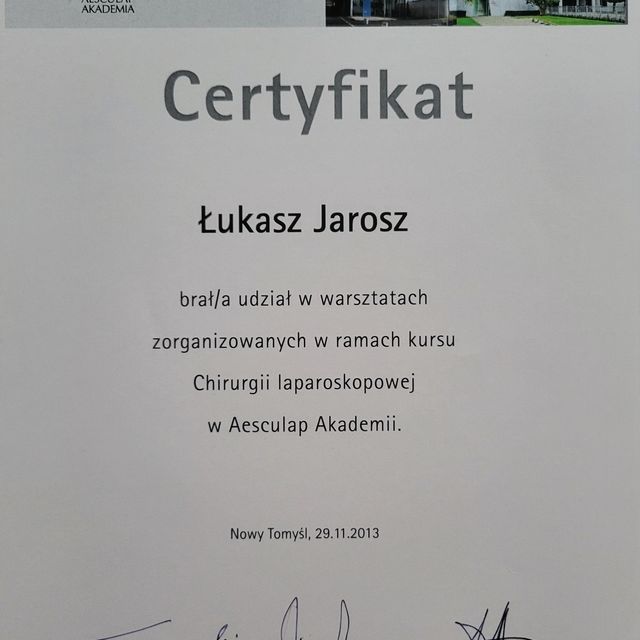 AESCULAP
AKADEMIA
Certyfikat
Łukasz Jarosz
brał/a udział w warsztatach
zorganizowanych w ramach kursu
Chirurgii laparoskopowej
w Aesculap Akademii.
Nowy Tomyśl, 29.11.2013